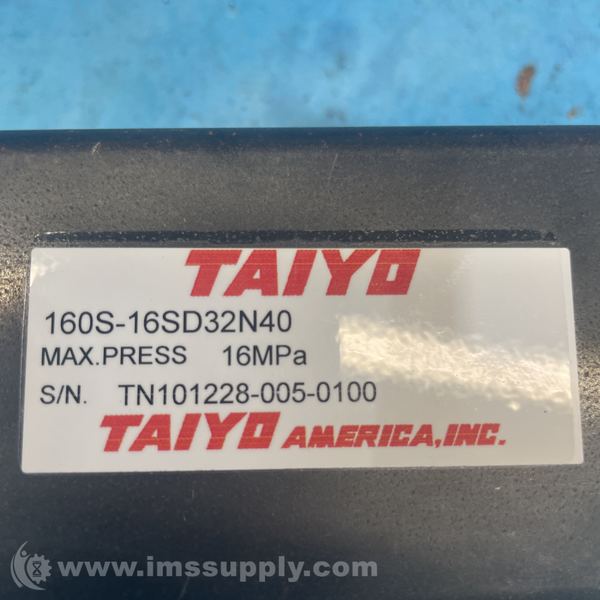 TAIYO
160S-16SD32N40
MAX.PRESS 16MPa
S/N. TN101228-005-0100
TAIYO AMERICA,INC.
www.imssupply.com